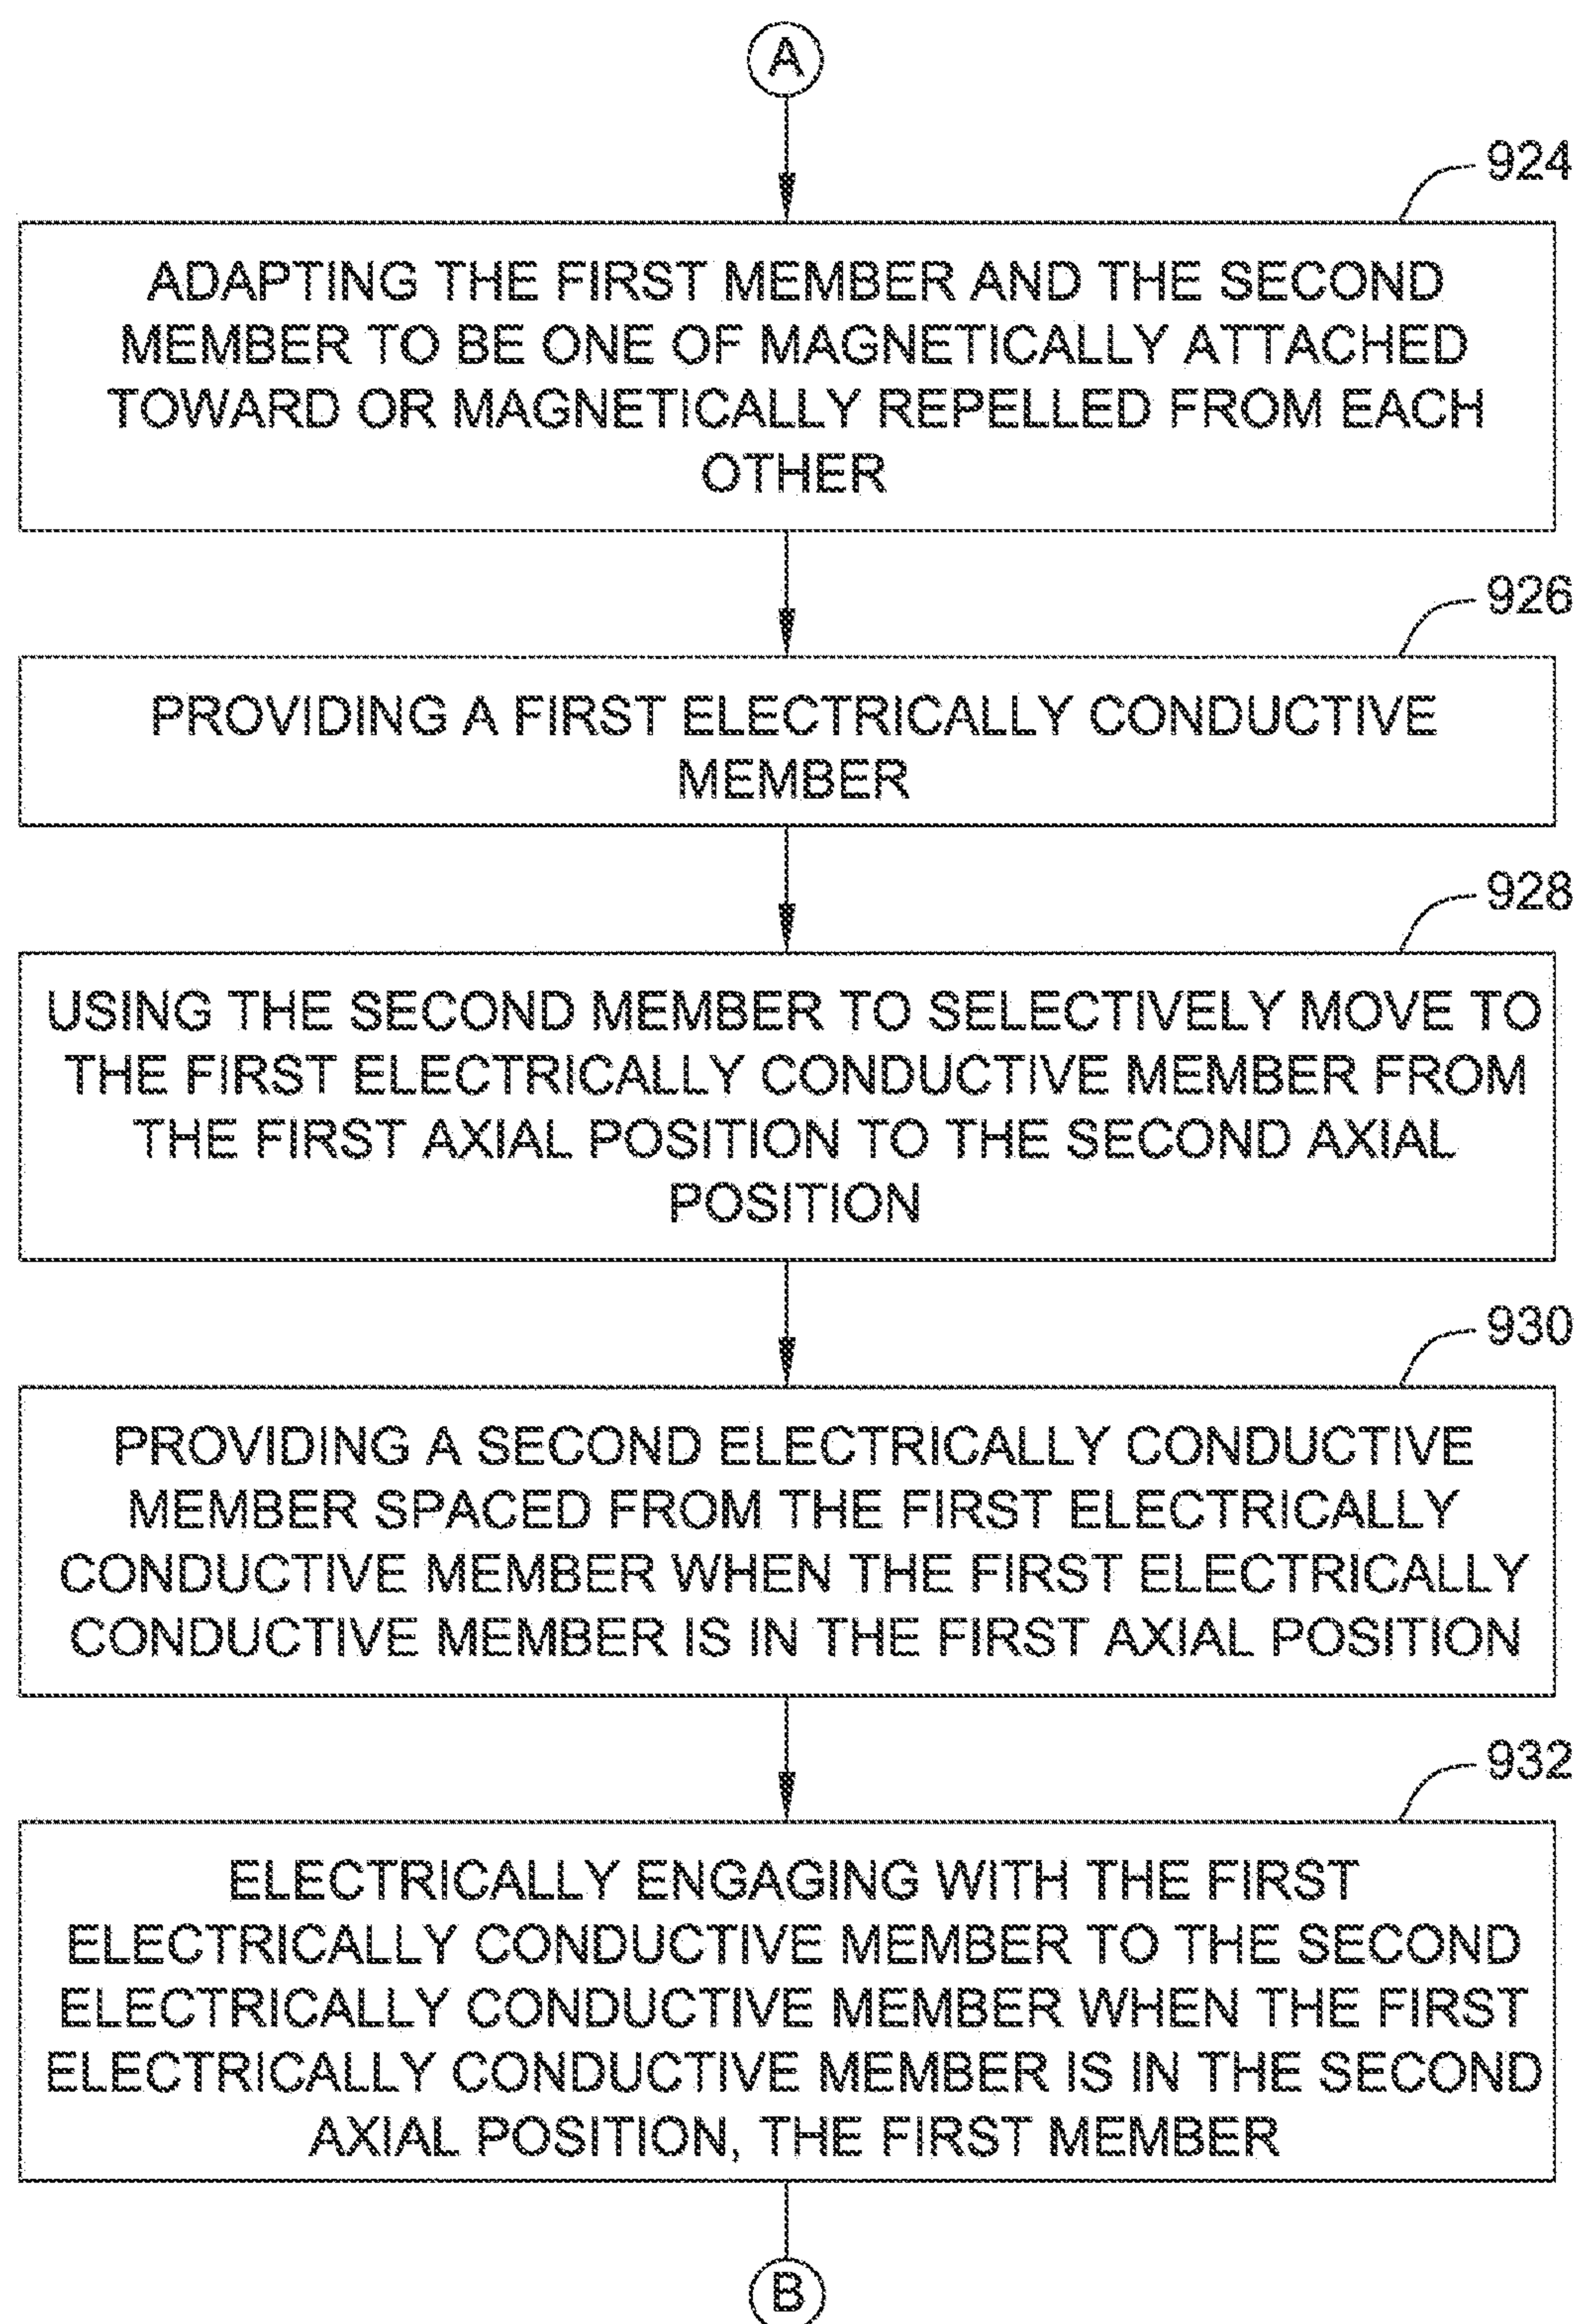 A
924
ADAPTING THE FIRST MEMBER AND THE SECOND
MEMBER TO BE ONE OF MAGNETICALLY ATTACHED
TOWARD OR MAGNETICALLY REPELLED FROM EACH
OTHER
926
PROVIDING A FIRST ELECTRICALLY CONDUCTIVE
MEMBER
928
USING THE SECOND MEMBER TO SELECTIVELY MOVE TO
THE FIRST ELECTRICALLY CONDUCTIVE MEMBER FROM
THE FIRST AXIAL POSITION TO THE SECOND AXIAL
POSITION
930
PROVIDING A SECOND ELECTRICALLY CONDUCTIVE
MEMBER SPACED FROM THE FIRST ELECTRICALLY
CONDUCTIVE MEMBER WHEN THE FIRST ELECTRICALLY
CONDUCTIVE MEMBER IS IN THE FIRST AXIAL POSITION
932
ELECTRICALLY ENGAGING WITH THE FIRST
ELECTRICALLY CONDUCTIVE MEMBER TO THE SECOND
ELECTRICALLY CONDUCTIVE MEMBER WHEN THE FIRST
ELECTRICALLY CONDUCTIVE MEMBER IS IN THE SECOND
AXIAL POSITION, THE FIRST MEMBER
B